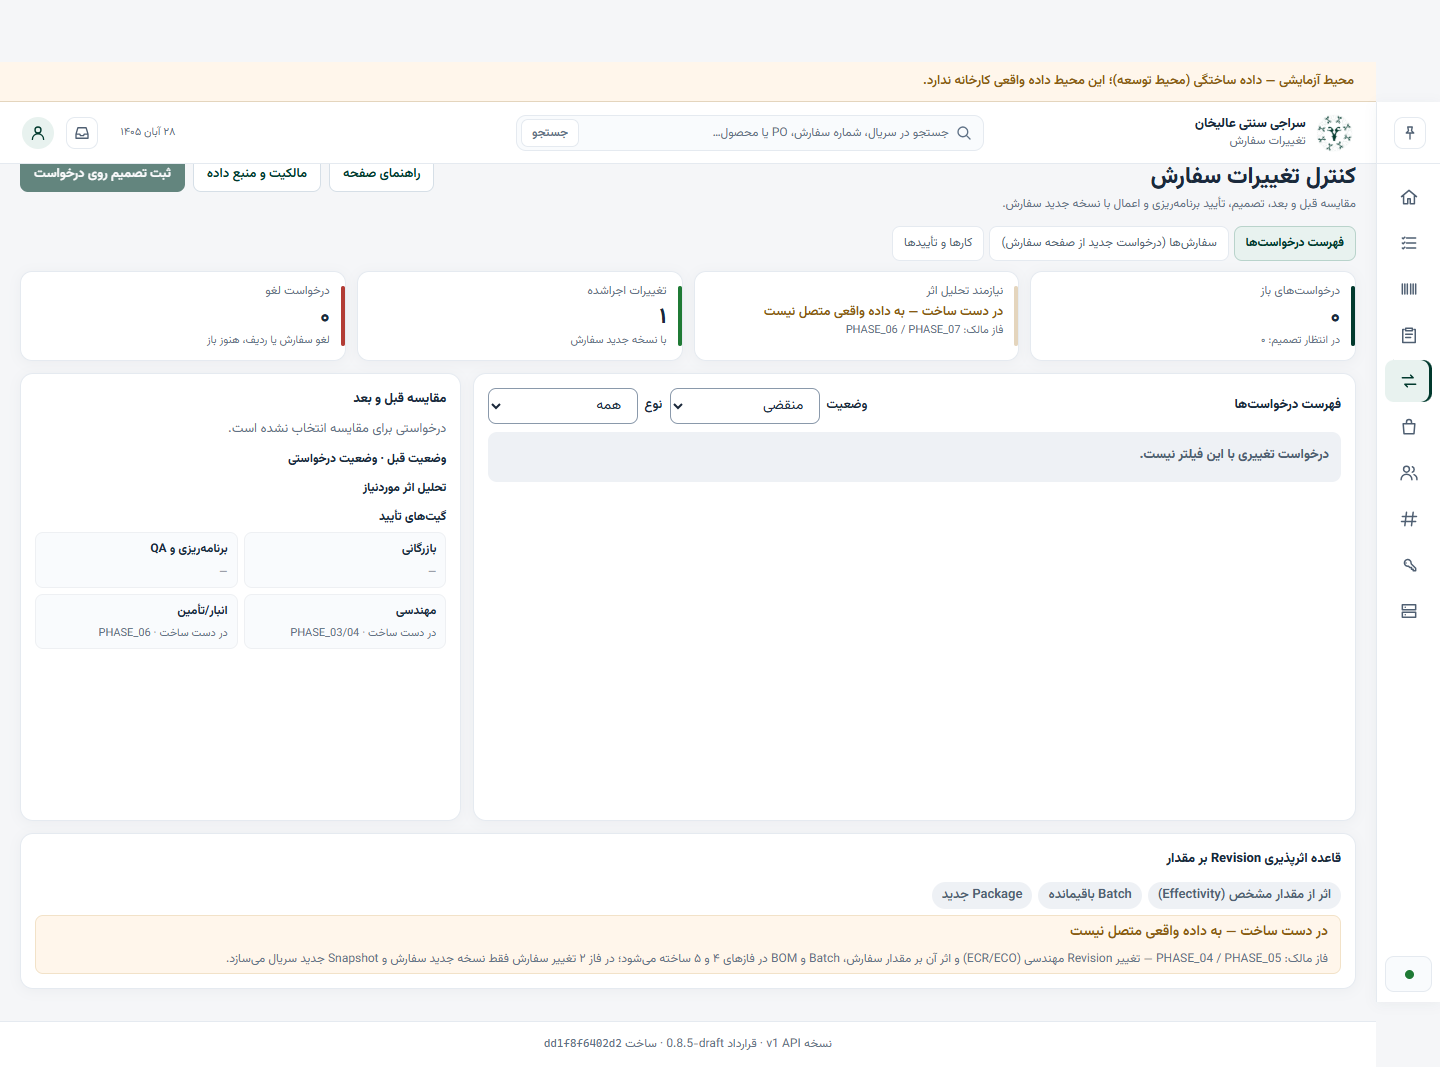 محیط آزمایشی — داده ساختگی (محیط توسعه)؛ این محیط داده واقعی کارخانه ندارد.
سراجی سنتی عالیخان
تغییرات سفارش
جستجو در سریال، شماره سفارش، PO یا محصول…
جستجو
۲۸ آبان ۱۴۰۵
کنترل تغییرات سفارش
راهنمای صفحه
مالکیت و منبع داده
ثبت تصمیم روی درخواست
مقایسه قبل و بعد، تصمیم، تأیید برنامه‌ریزی و اعمال با نسخه جدید سفارش.
فهرست درخواست‌ها
سفارش‌ها (درخواست جدید از صفحه سفارش)
کارها و تأییدها
درخواست‌های باز
۰
در انتظار تصمیم: ۰
نیازمند تحلیل اثر
در دست ساخت — به داده واقعی متصل نیست
فاز مالک: PHASE_06 / PHASE_07
تغییرات اجراشده
۱
با نسخه جدید سفارش
درخواست لغو
۰
لغو سفارش یا ردیف، هنوز باز
فهرست درخواست‌ها
وضعیت
منقضی
نوع
همه
درخواست تغییری با این فیلتر نیست.
مقایسه قبل و بعد
درخواستی برای مقایسه انتخاب نشده است.
وضعیت قبل · وضعیت درخواستی
تحلیل اثر موردنیاز
گیت‌های تأیید
بازرگانی
—
برنامه‌ریزی و QA
—
مهندسی
در دست ساخت · PHASE_03/04
انبار/تأمین
در دست ساخت · PHASE_06
قاعده اثرپذیری Revision بر مقدار
اثر از مقدار مشخص (Effectivity)
Batch باقیمانده
Package جدید
در دست ساخت — به داده واقعی متصل نیست
فاز مالک: PHASE_04 / PHASE_05 — تغییر Revision مهندسی (ECR/ECO) و اثر آن بر مقدار سفارش، Batch و BOM در فازهای ۴ و ۵ ساخته می‌شود؛ در فاز ۲ تغییر سفارش فقط نسخه جدید سفارش و Snapshot جدید سریال می‌سازد.
نسخه v1 API · قرارداد 0.8.5-draft · ساخت dd1f8f6402d2